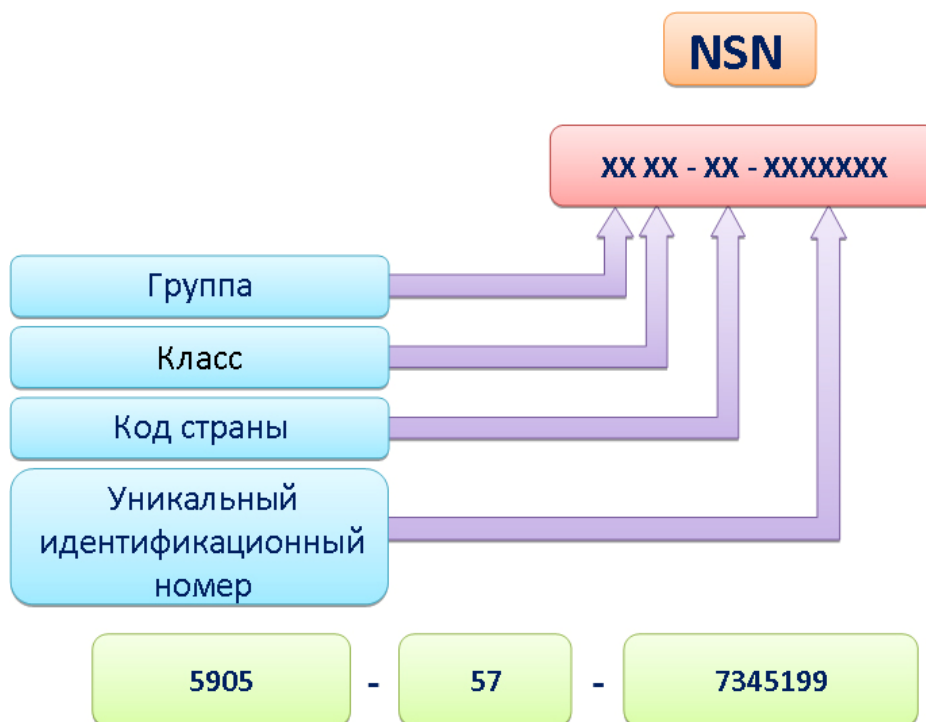 NSN
XX XX - XX - XXXXXXX
Группа
Класс
Код страны
Уникальный
идентификационный
номер
5905 - 57 - 7345199